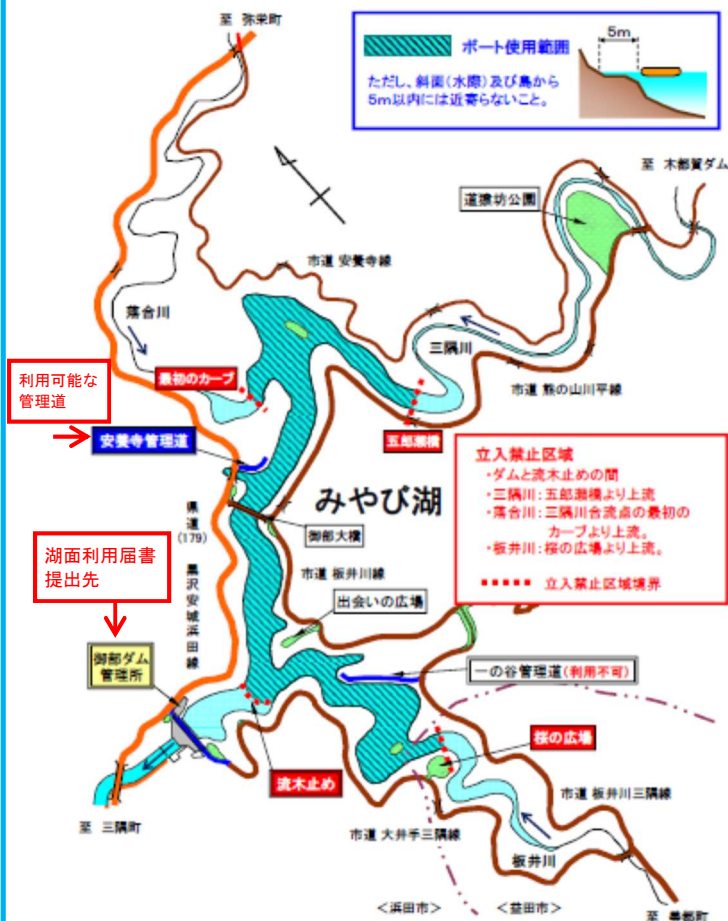 至 弥栄町
ボート使用範囲
ただし、斜面(水際)及び島から
5m以内には近寄らないこと。
5m
至 木都賀ダム
道猿坊公園
市道 安養寺線
落合川
三隅川
市道 熊の山川平線
利用可能な
管理道
最初のカーブ
安養寺管理道
五郎瀬橋
立入禁止区域
・ダムと流木止めの間
・三隅川:五郎瀬橋より上流
・落合川:三隅川合流点の最初の
カーブより上流。
・板井川:桜の広場より上流。
立入禁止区域境界
みやび湖
県道
(179)
黒沢安城浜田線
御部大橋
市道 板井川線
湖面利用届書
提出先
出会いの広場
御部ダム
管理所
一の谷管理道(利用不可)
桜の広場
流木止め
至 三隅町
市道 大井手三隅線
市道 板井川三隅線
板井川
<浜田市>
<益田市>
至 美都町